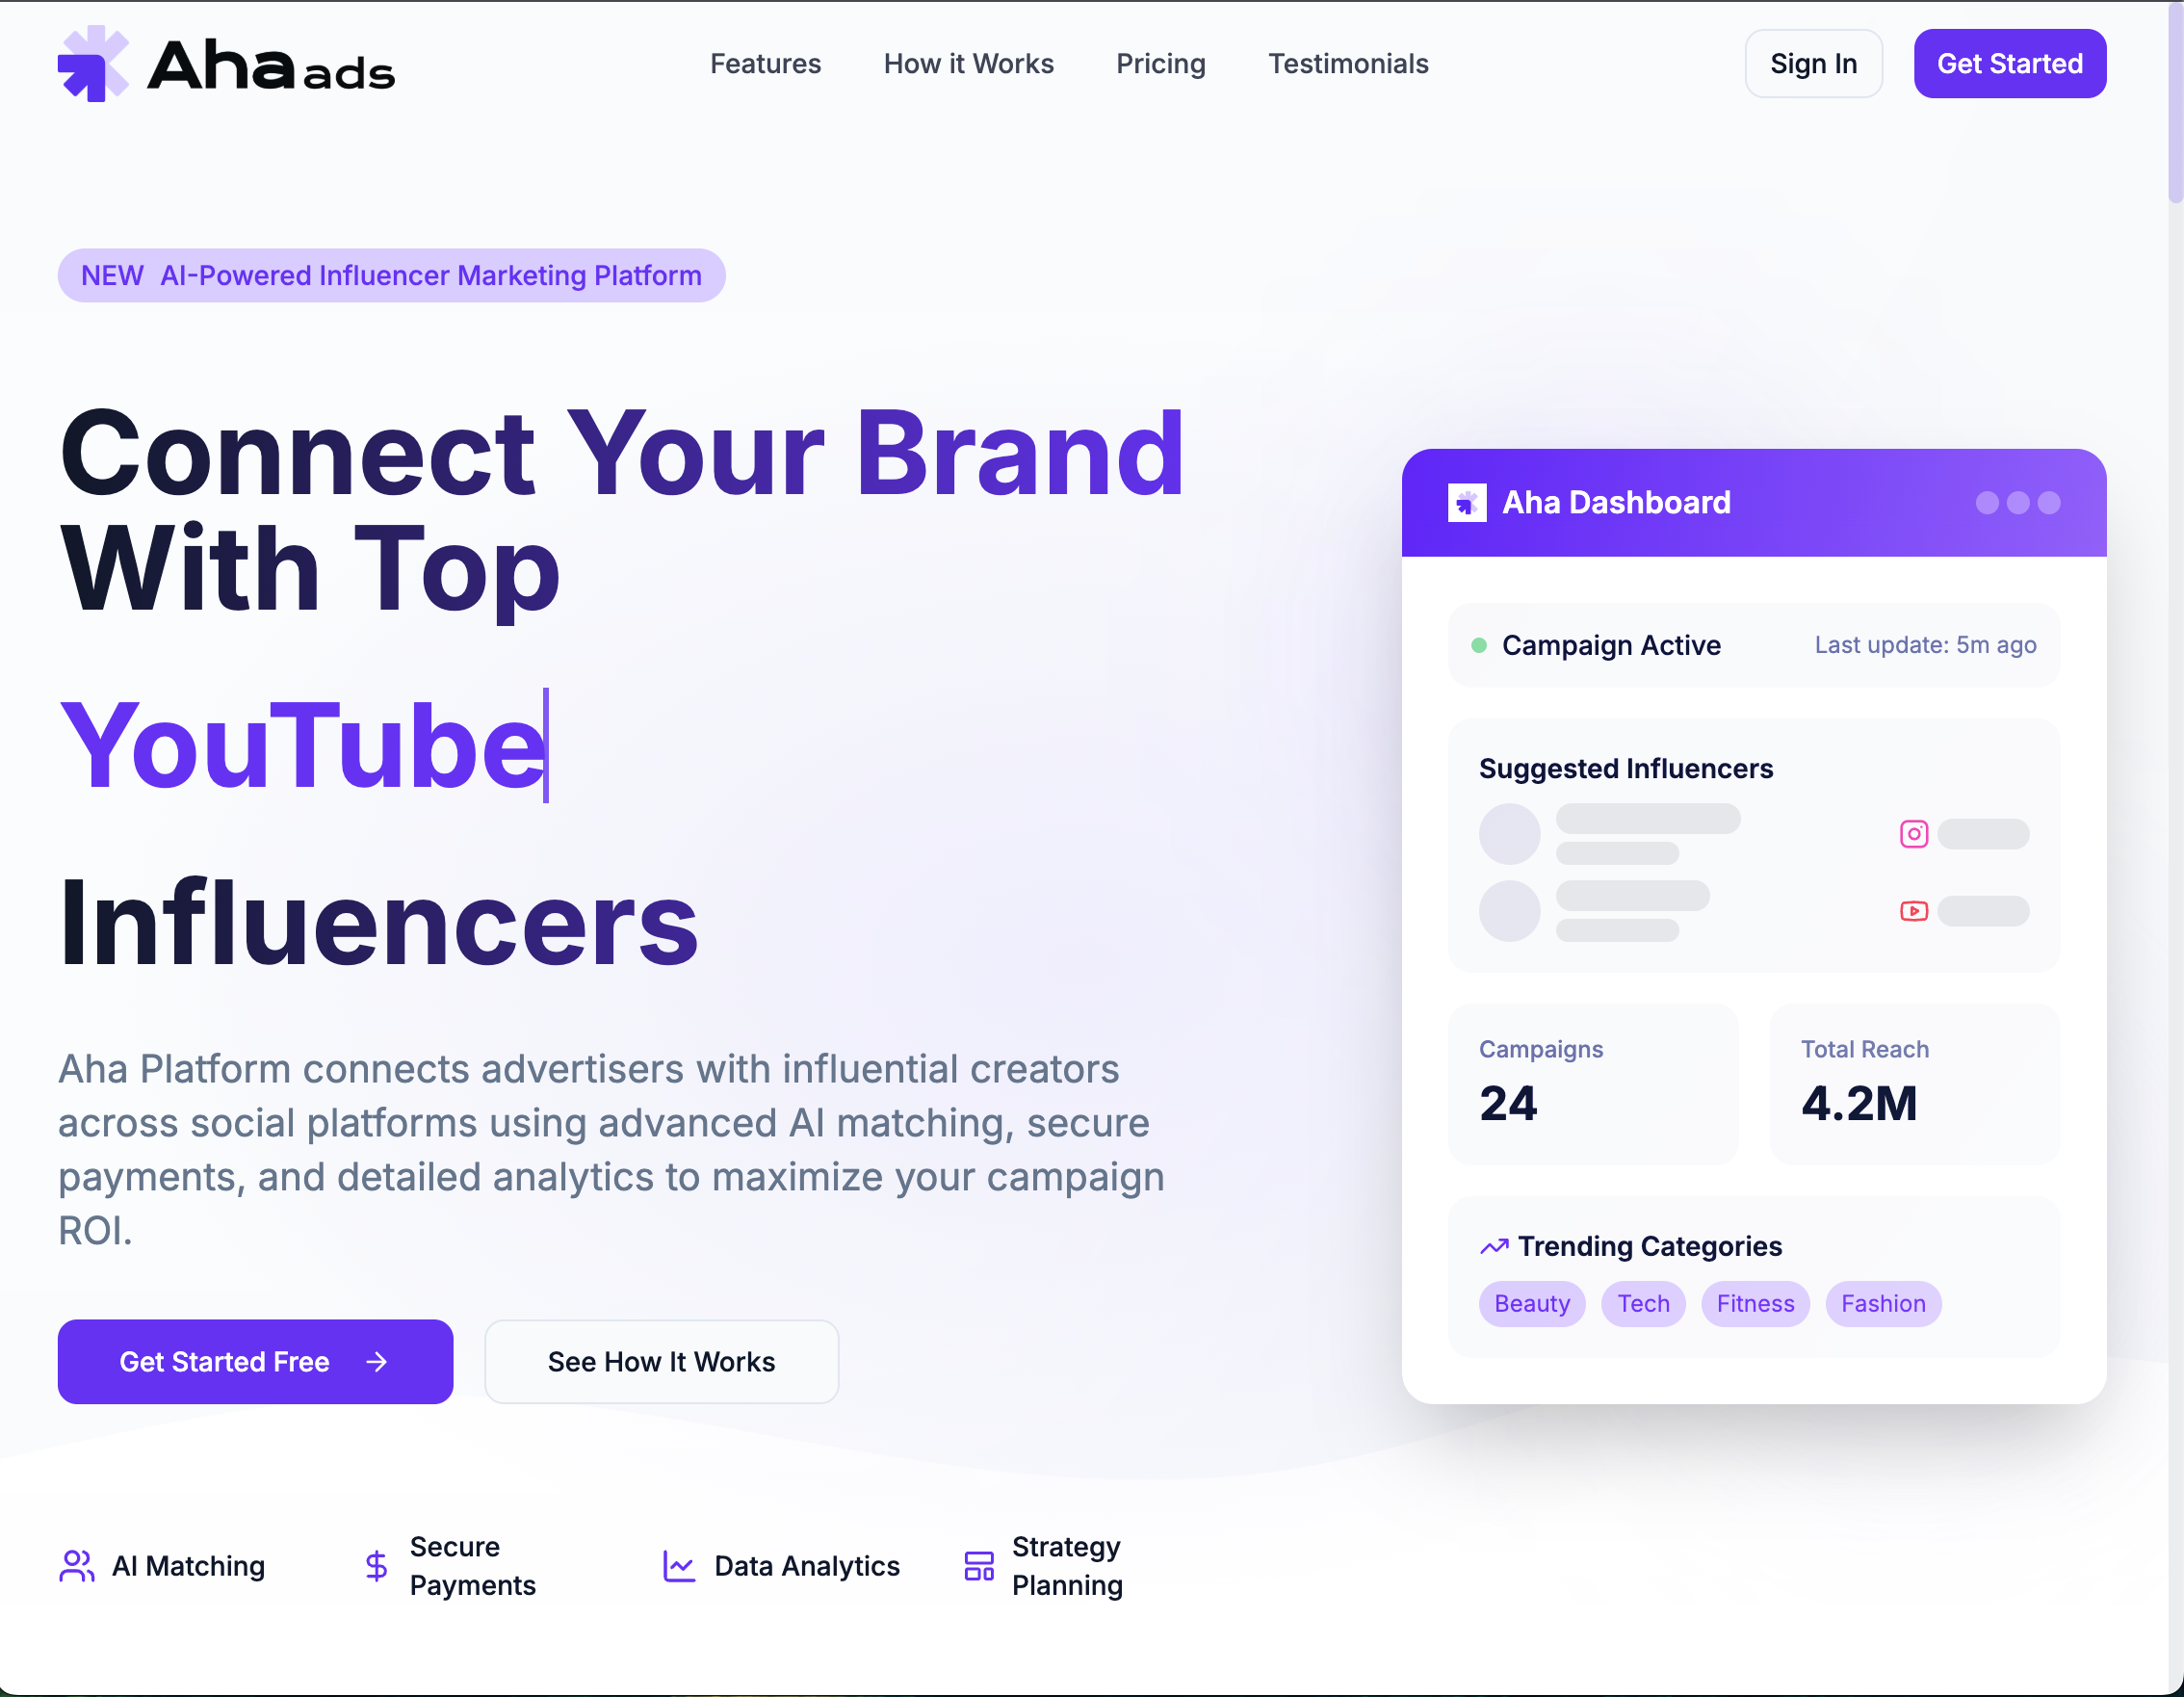 Aha ads
Features
How it Works
Pricing
Testimonials
Sign In
Get Started
NEW AI-Powered Influencer Marketing Platform
Connect Your Brand
With Top
YouTube
Influencers
Aha Platform connects advertisers with influential creators
across social platforms using advanced AI matching, secure
payments, and detailed analytics to maximize your campaign
ROI.
Get Started Free
See How It Works
AI Matching
Secure
Payments
Data Analytics
Strategy
Planning
Aha Dashboard
Campaign Active
Last update: 5m ago
Suggested Influencers
Campaigns
24
Total Reach
4.2M
Trending Categories
Beauty
Tech
Fitness
Fashion